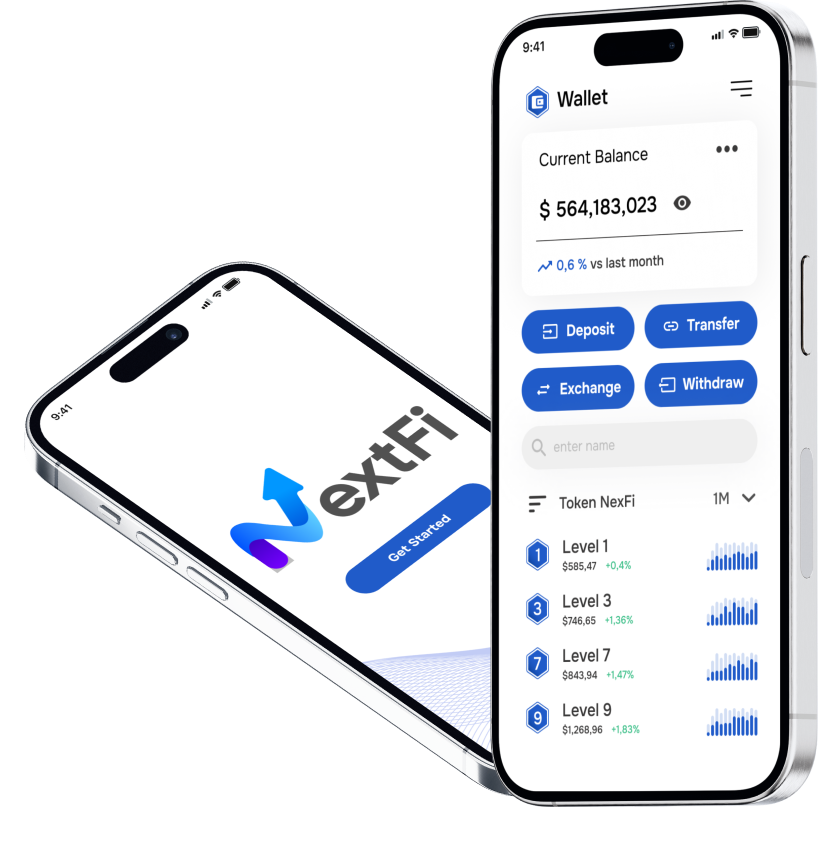 9:41
NextFi
Get Started
9:41
Wallet
Current Balance
$ 564,183,023
0,6 % vs last month
Deposit
Transfer
Exchange
Withdraw
enter name
Token NexFi
1M
1
Level 1
$585,47 +0,4%
3
Level 3
$746,65 +1,36%
7
Level 7
$843,94 +1,47%
9
Level 9
$1,268,96 +1,83%